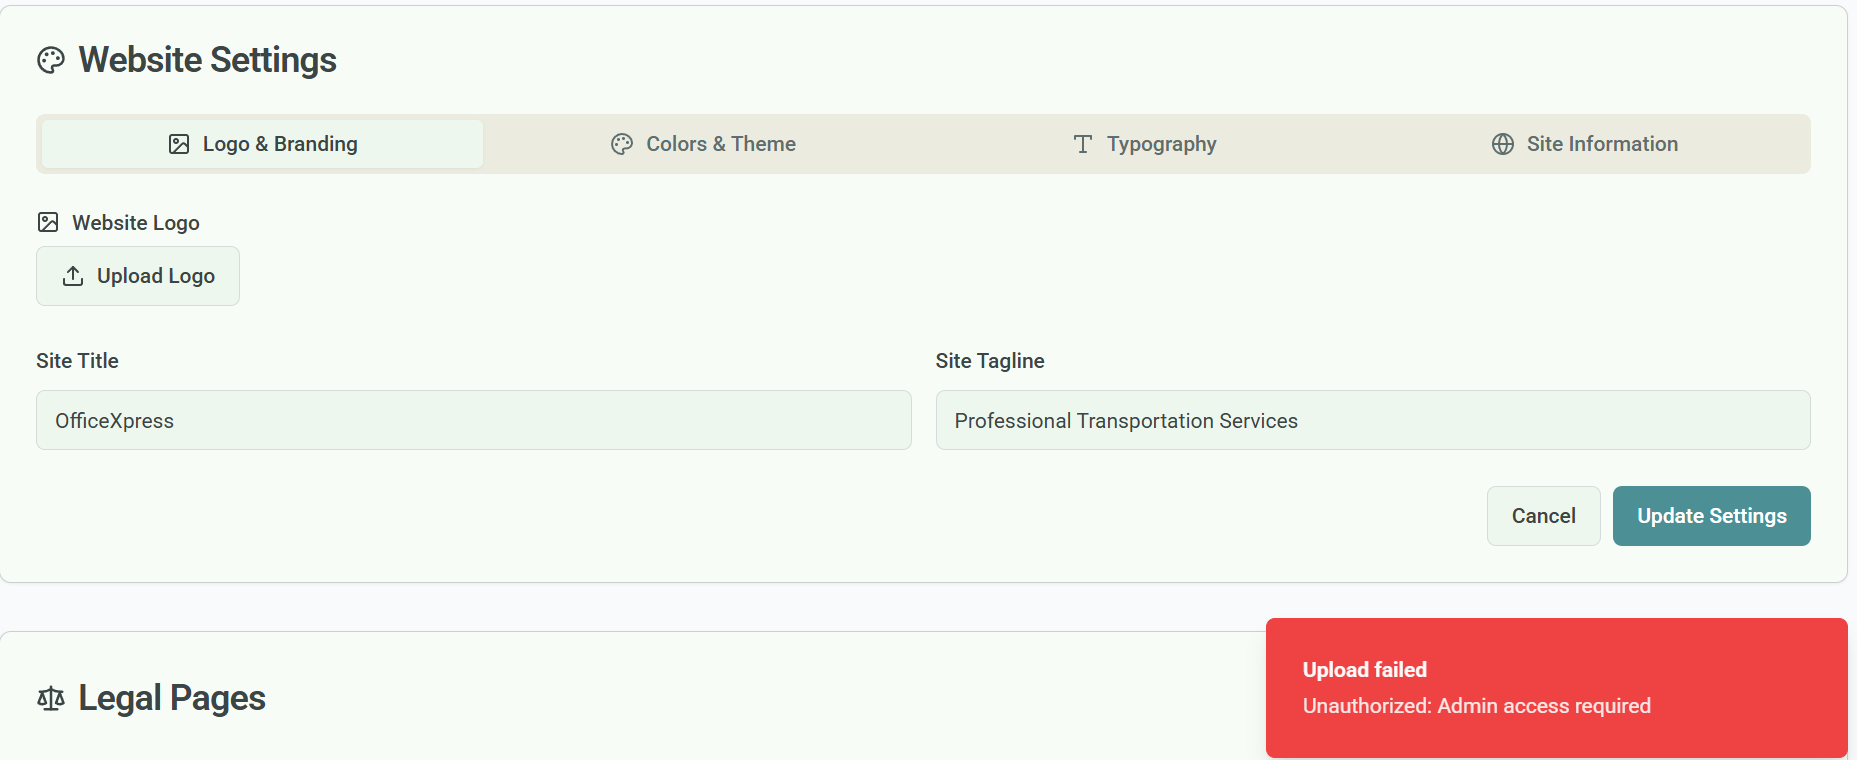 Website Settings
Logo & Branding
Colors & Theme
Typography
Site Information
Website Logo
Upload Logo
Site Title
Site Tagline
OfficeXpress
Professional Transportation Services
Cancel
Update Settings
Legal Pages
Upload failed
Unauthorized: Admin access required